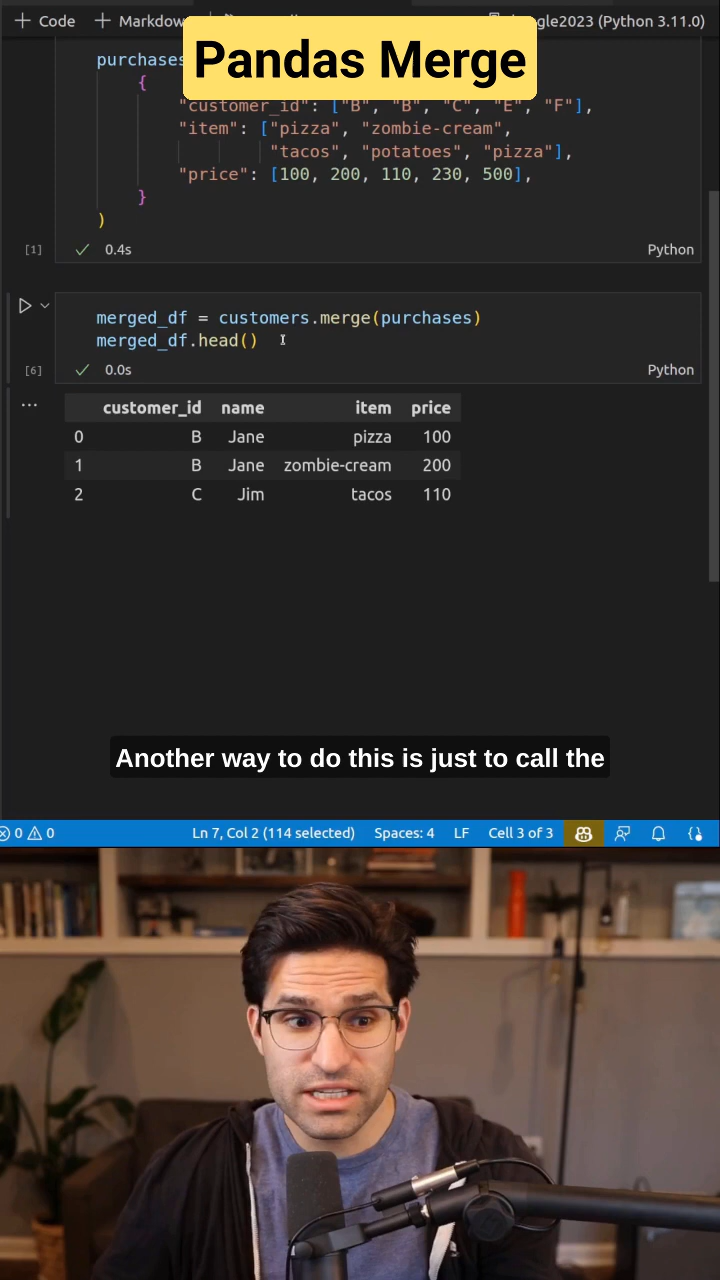 Code
Pandas Merge
gle2023 (Python 3.11.0)
purchases
{
"customer_id": ["B", "B", "C", "E", "F"],
"item": ["pizza", "zombie-cream",
"tacos", "potatoes", "pizza"],
"price": [100, 200, 110, 230, 500],
}
)
[1] 0.4s Python
merged_df = customers.merge(purchases)
merged_df.head()
[6] 0.0s Python
customer_id name item price
0 B Jane pizza 100
1 B Jane zombie-cream 200
2 C Jim tacos 110
Another way to do this is just to call the
0 0 Ln 7, Col 2 (114 selected) Spaces: 4 LF Cell 3 of 3